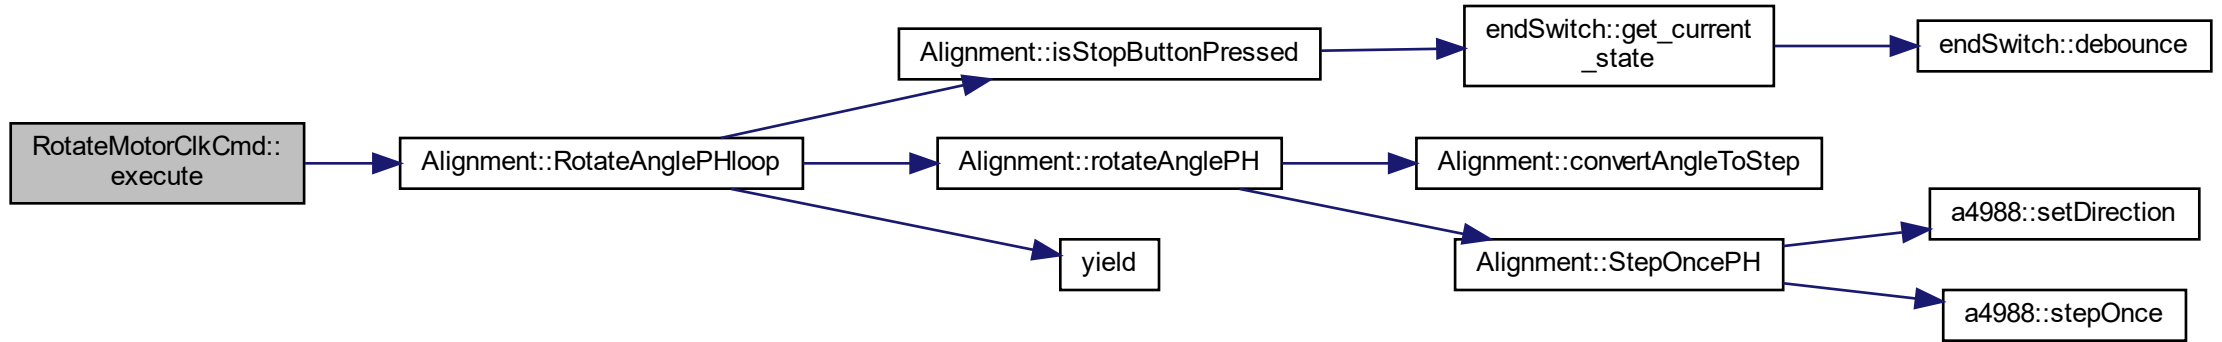 RotateMotorClkCmd::
execute
Alignment::RotateAnglePHloop
Alignment::isStopButtonPressed
endSwitch::get_current
_state
endSwitch::debounce
Alignment::rotateAnglePH
Alignment::convertAngleToStep
Alignment::StepOncePH
a4988::setDirection
a4988::stepOnce
yield